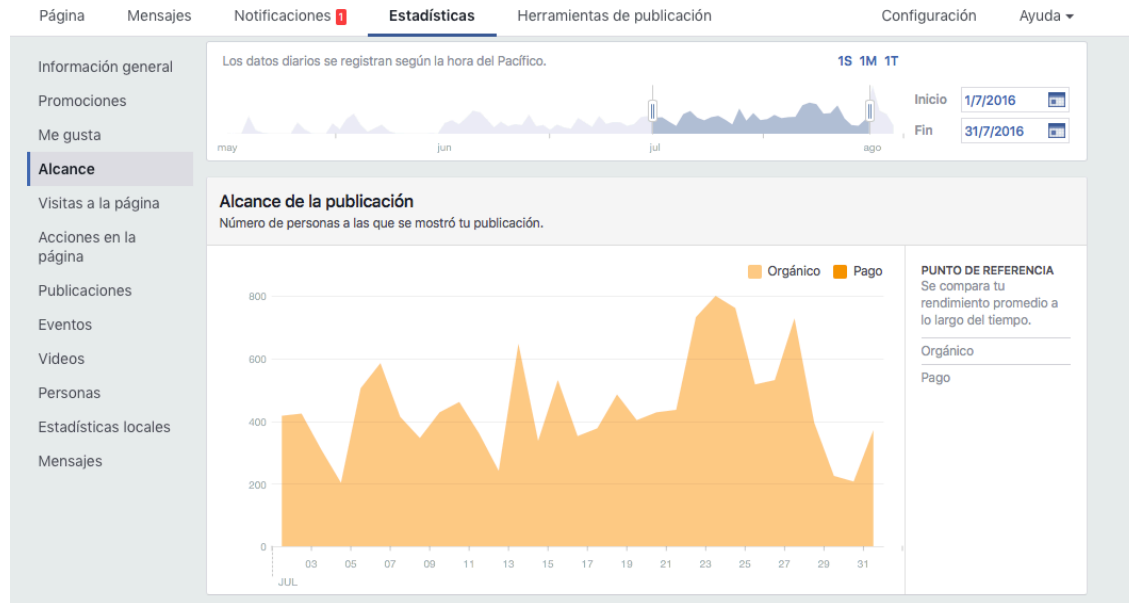 Página Mensajes Notificaciones 1 Estadísticas Herramientas de publicación Configuración Ayuda
Información general
Promociones
Me gusta
Alcance
Visitas a la página
Acciones en la
página
Publicaciones
Eventos
Videos
Personas
Estadísticas locales
Mensajes
Los datos diarios se registran según la hora del Pacífico.
1S 1M 1T
may jun jul ago
Inicio 1/7/2016
Fin 31/7/2016
Alcance de la publicación
Número de personas a las que se mostró tu publicación.
Orgánico Pago
800
600
400
200
0
03 05 07 09 11 13 15 17 19 21 23 25 27 29 31
JUL
PUNTO DE REFERENCIA
Se compara tu
rendimiento promedio a
lo largo del tiempo.
Orgánico
Pago